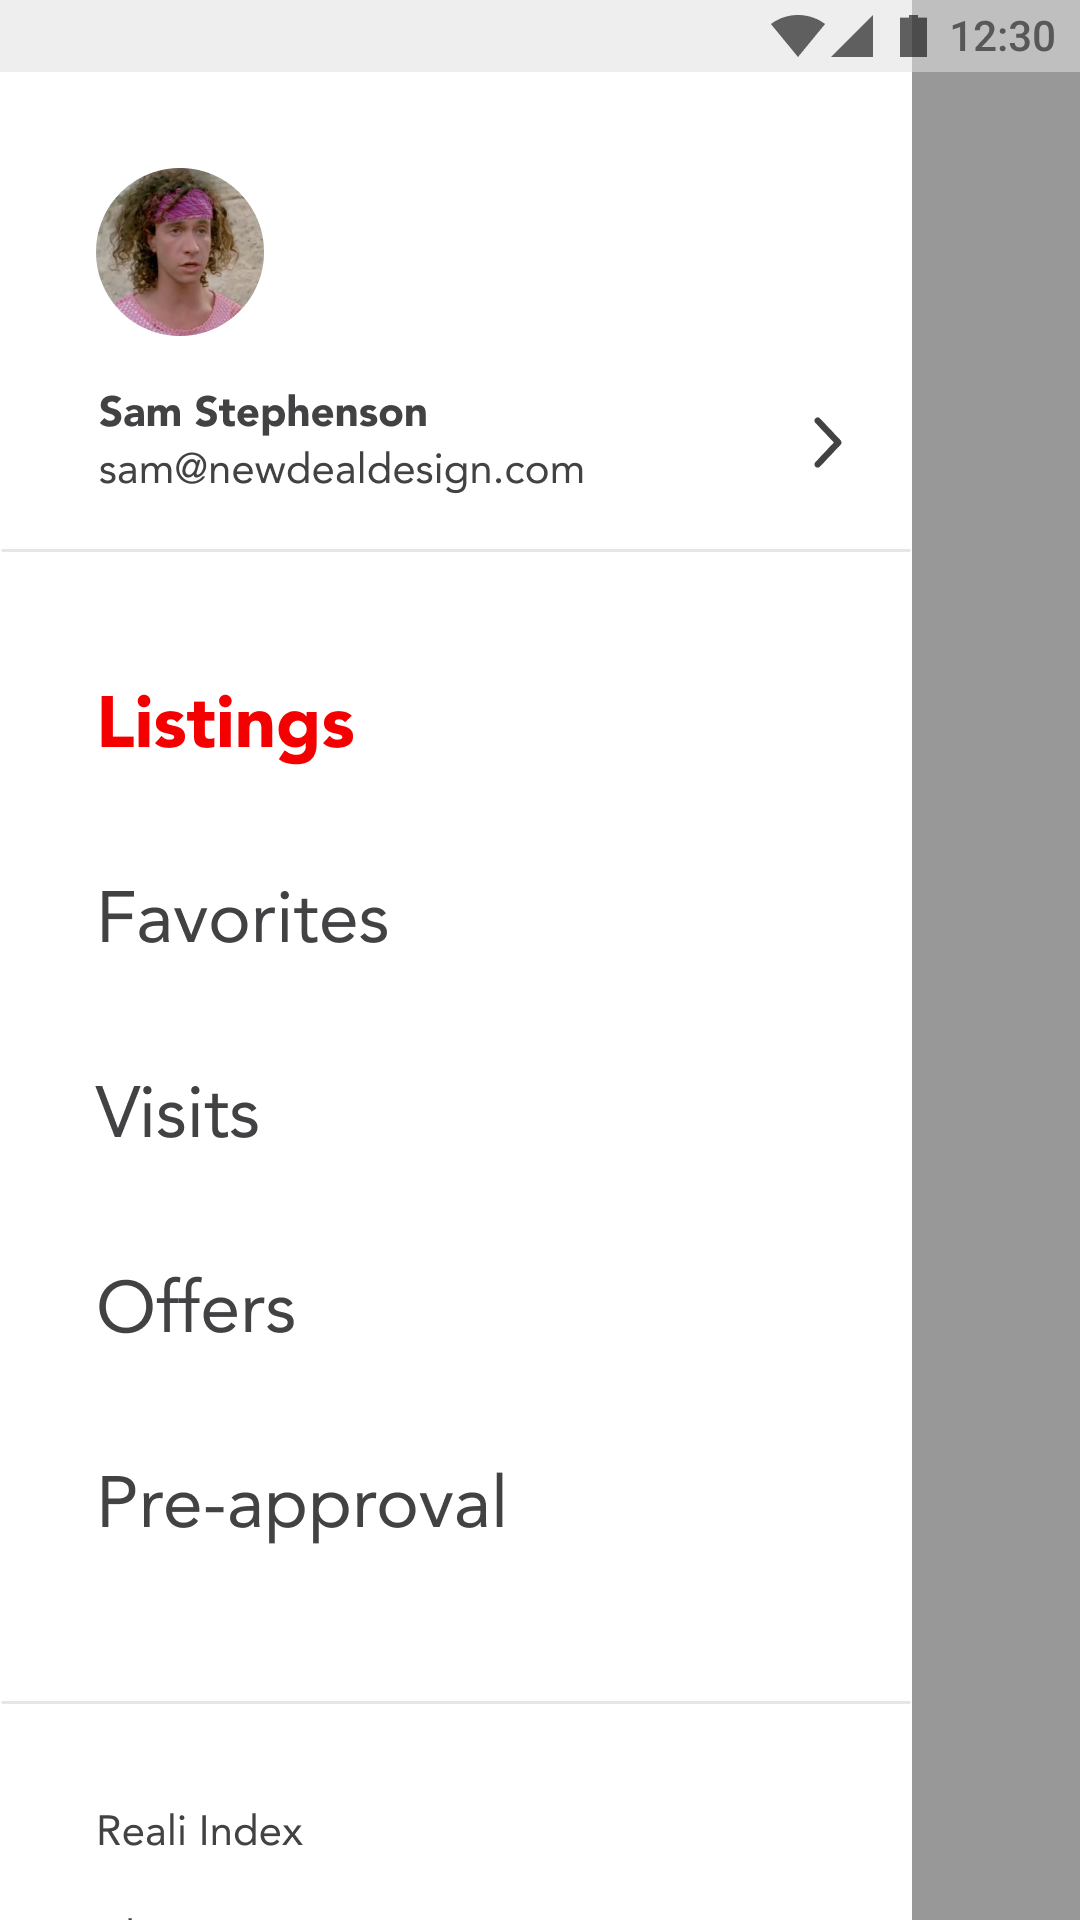 12:30
Sam Stephenson
sam@newdealdesign.com
Listings
Favorites
Visits
Offers
Pre-approval
Reali Index